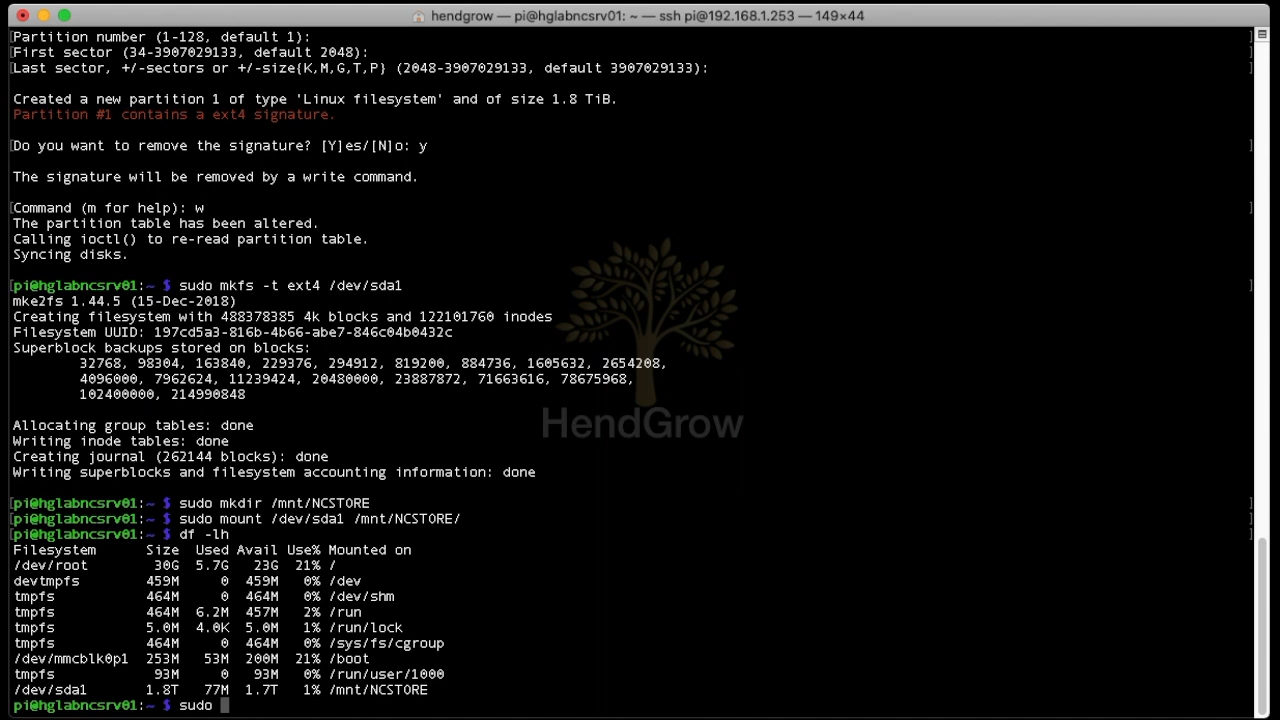 hendgrow — pi@hglabncsrv01: ~ — ssh pi@192.168.1.253 — 149×44
[Partition number (1-128, default 1):
[First sector (34-3907029133, default 2048):
[Last sector, +/-sectors or +/-size{K,M,G,T,P} (2048-3907029133, default 3907029133):
Created a new partition 1 of type 'Linux filesystem' and of size 1.8 TiB.
Partition #1 contains a ext4 signature.
[Do you want to remove the signature? [Y]es/[N]o: y
The signature will be removed by a write command.
[Command (m for help): w
The partition table has been altered.
Calling ioctl() to re-read partition table.
Syncing disks.
[pi@hglabncsrv01:~ $ sudo mkfs -t ext4 /dev/sda1
mke2fs 1.44.5 (15-Dec-2018)
Creating filesystem with 488378385 4k blocks and 122101760 inodes
Filesystem UUID: 197cd5a3-816b-4b66-abe7-846c04b0432c
Superblock backups stored on blocks:
32768, 98304, 163840, 229376, 294912, 819200, 884736, 1605632, 2654208,
4096000, 7962624, 11239424, 20480000, 23887872, 71663616, 78675968,
102400000, 214990848
Allocating group tables: done
Writing inode tables: done
Creating journal (262144 blocks): done
Writing superblocks and filesystem accounting information: done
[pi@hglabncsrv01:~ $ sudo mkdir /mnt/NCSTORE
[pi@hglabncsrv01:~ $ sudo mount /dev/sda1 /mnt/NCSTORE/
[pi@hglabncsrv01:~ $ df -lh
Filesystem Size Used Avail Use% Mounted on
/dev/root 30G 5.7G 23G 21% /
devtmpfs 459M 0 459M 0% /dev
tmpfs 464M 0 464M 0% /dev/shm
tmpfs 464M 6.2M 457M 2% /run
tmpfs 5.0M 4.0K 5.0M 1% /run/lock
tmpfs 464M 0 464M 0% /sys/fs/cgroup
/dev/mmcblk0p1 253M 53M 200M 21% /boot
tmpfs 93M 0 93M 0% /run/user/1000
/dev/sda1 1.8T 77M 1.7T 1% /mnt/NCSTORE
pi@hglabncsrv01:~ $ sudo
HendGrow